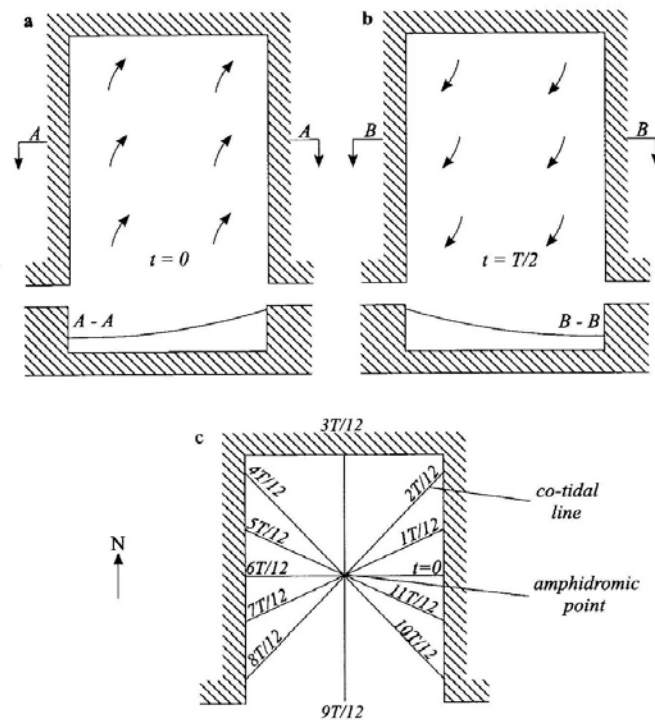 a
b
A
A
B
B
t = 0
t = T/2
A - A
B - B
c
3T/12
4T/12
2T/12
co-tidal
line
5T/12
1T/12
N
6T/12
t=0
amphidromic
point
7T/12
11T/12
8T/12
10T/12
9T/12